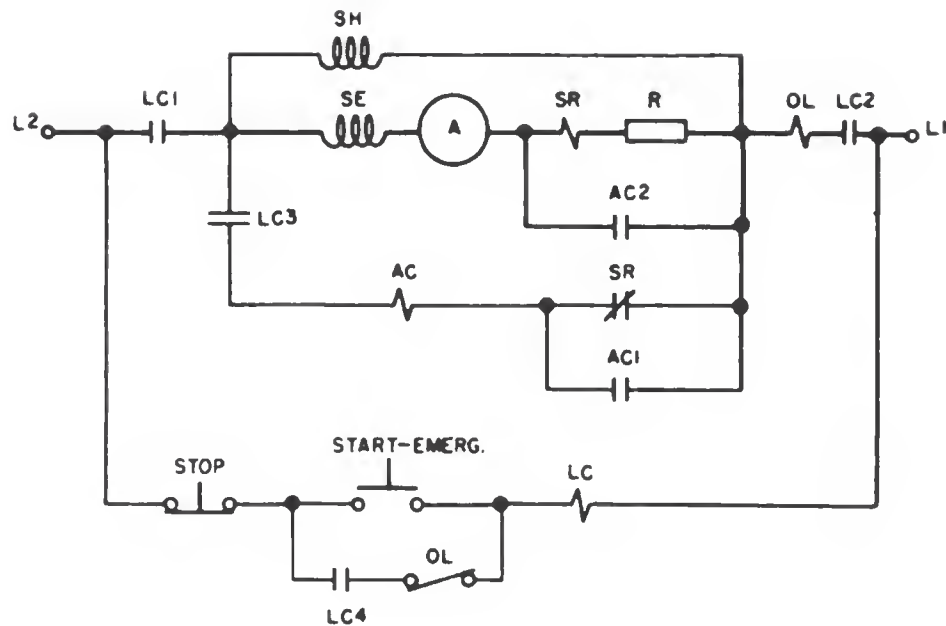 SH
LC1
SE
A
SR
R
OL
LC2
L2
L1
AC2
LC3
AC
SR
AC1
START-EMERG.
STOP
LC
OL
LC4